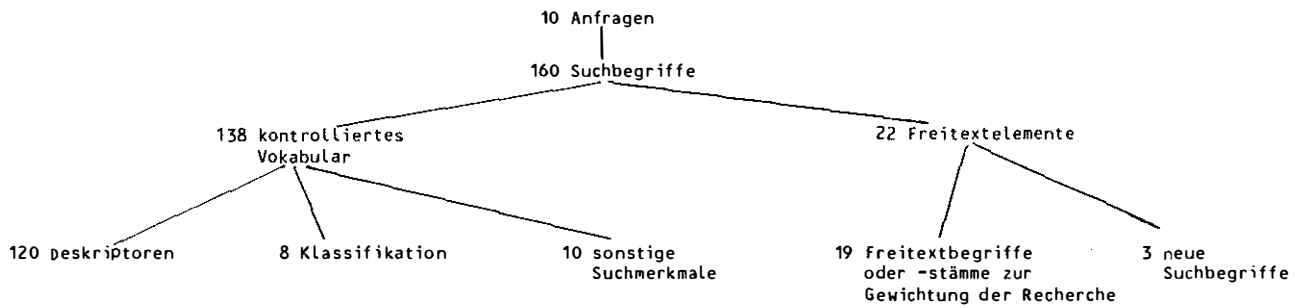 10 Anfragen
160 Suchbegriffe
138 kontrolliertes
Vokabular
22 Freitextelemente
120 Deskriptoren
8 Klassifikation
10 sonstige
Suchmerkmale
19 Freitextbegriffe
oder -stämme zur
Gewichtung der Recherche
3 neue
Suchbegriffe